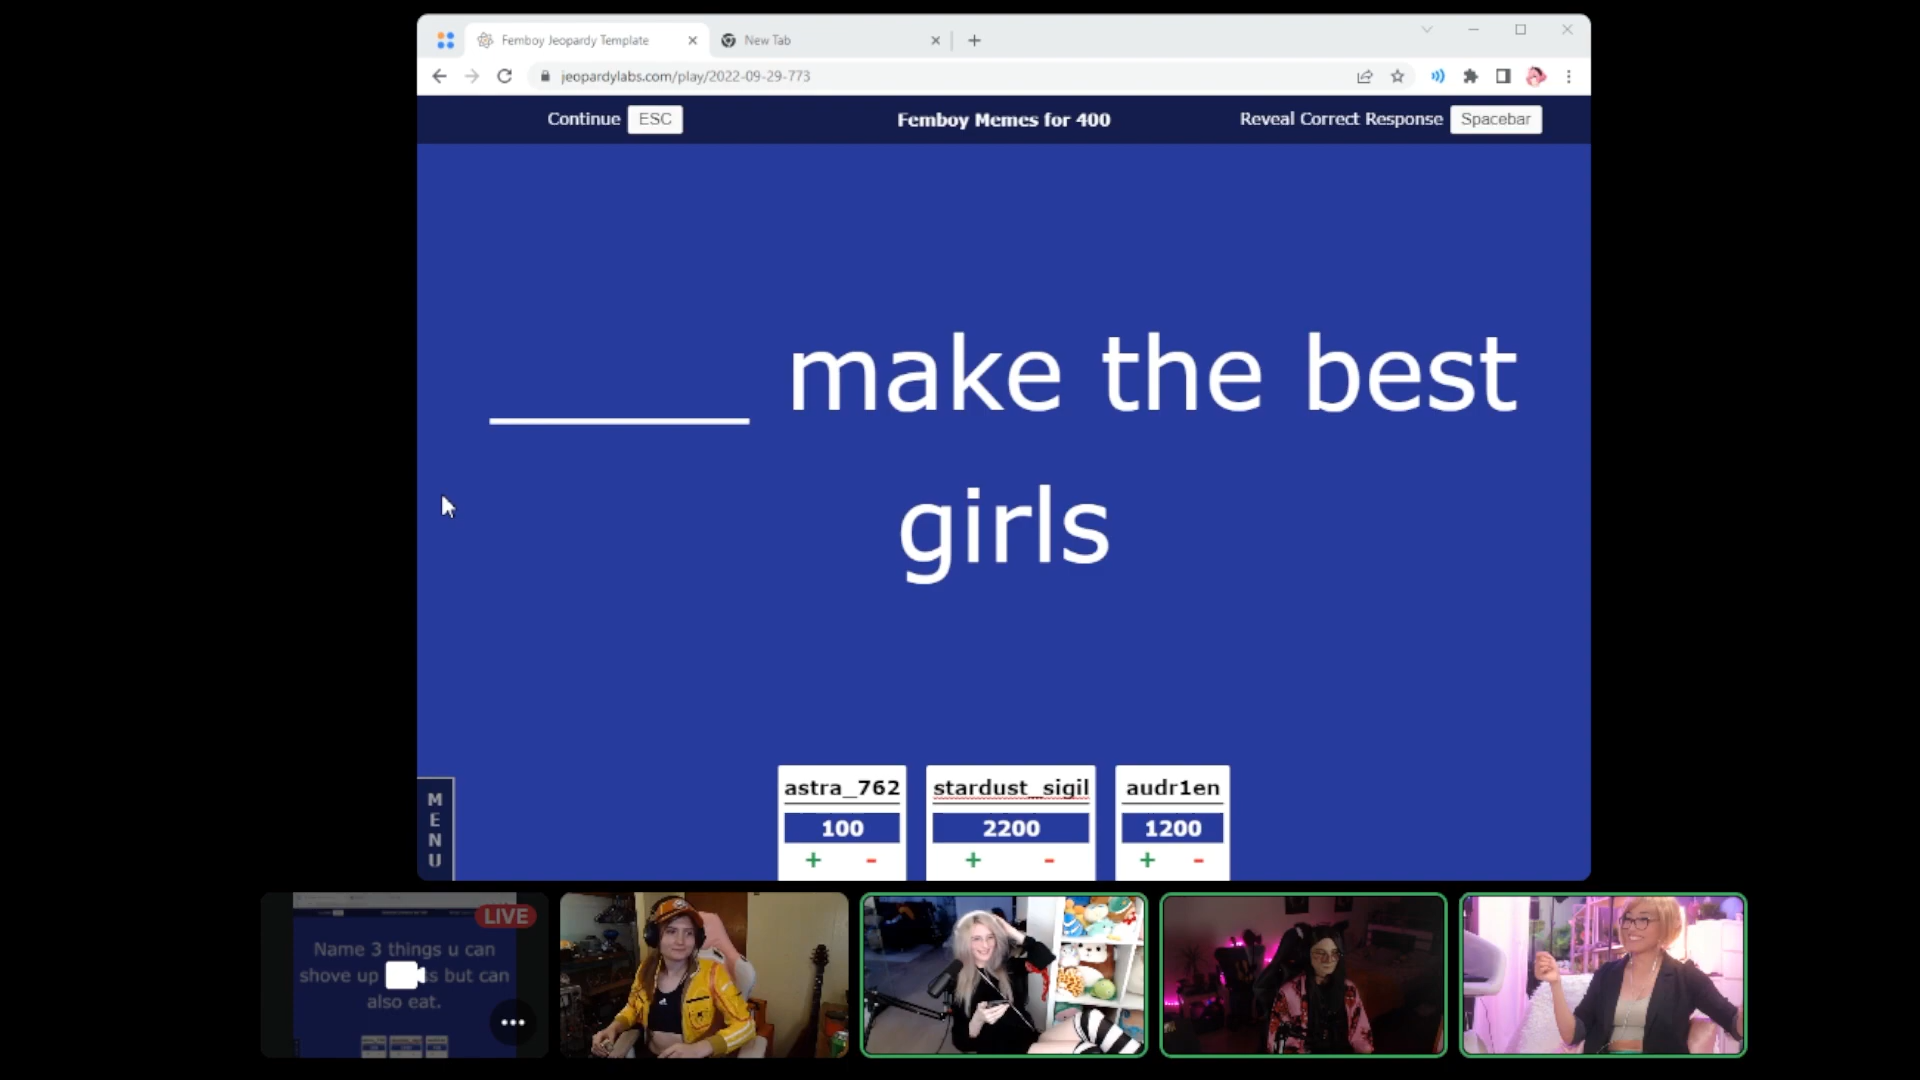 Femboy Jeopardy Template
New Tab
jeopardylabs.com/play/2022-09-29-773
Continue ESC
Femboy Memes for 400
Reveal Correct Response Spacebar
______ make the best
girls
MENU
astra_762 stardust_sigil audr1en
100 2200 1200
+ - + - + -
LIVE
Name 3 things u can
shove up but can
also eat.